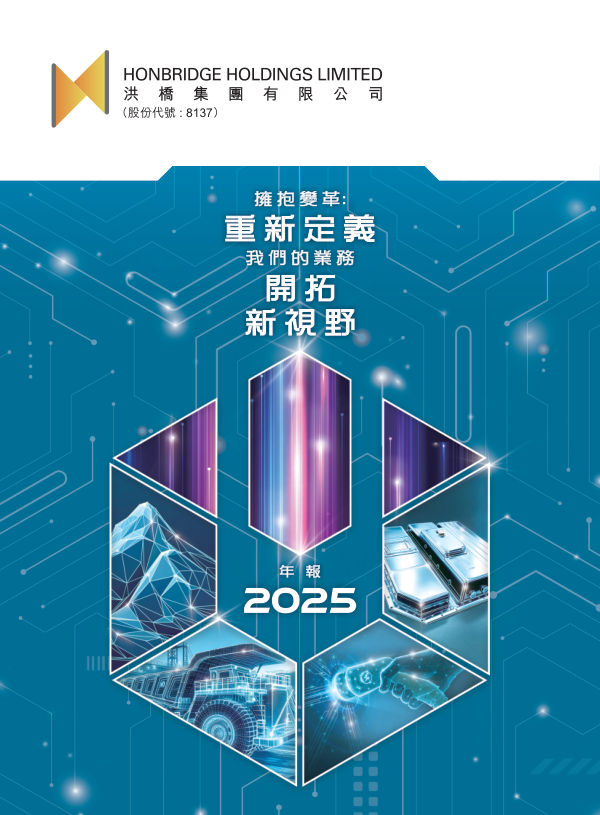 HONBRIDGE HOLDINGS LIMITED
洪橋集團有限公司
(股份代號 : 8137)
擁抱變革:
重新定義
我們的業務
開拓
新視野
年報
2025